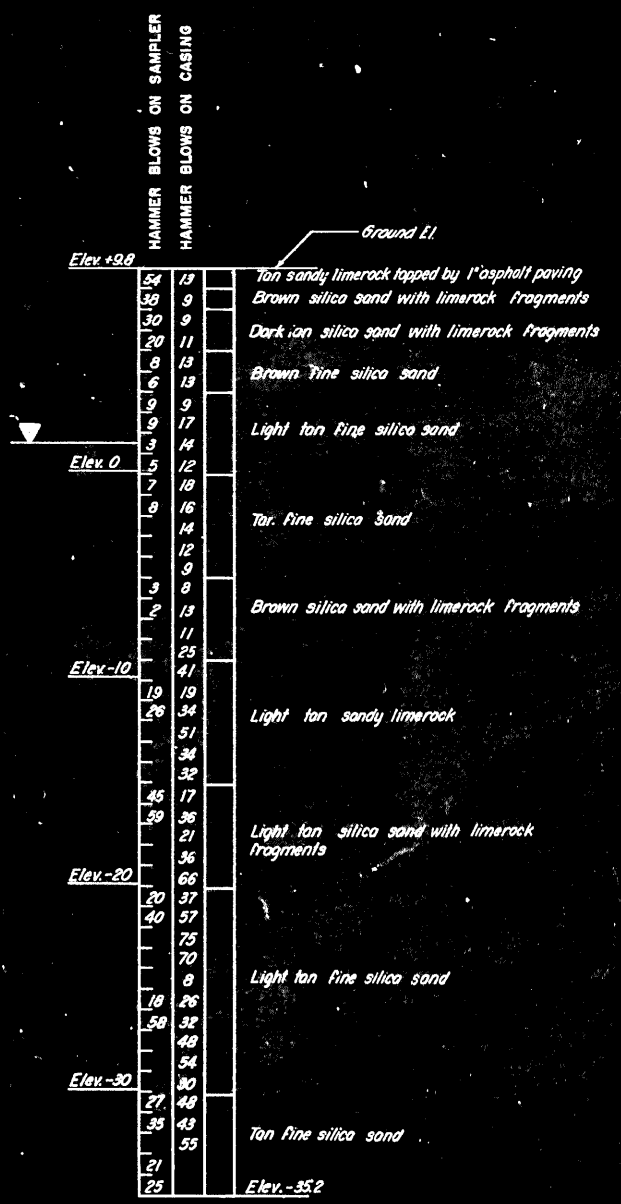 HAMMER BLOWS ON SAMPLER
HAMMER BLOWS ON CASING
Ground El.
Elev. +9.8
54 13 Tan sandy limerock topped by 1" asphalt paving
38 9 Brown silica sand with limerock fragments
30 9
Dark tan silica sand with limerock fragments
20 11
8 13
Brown fine silica sand
6 13
9 9
9 17
Light tan fine silica sand
3 14
Elev. 0
5 12
7 18
8 16
Tan fine silica sand
14
12
9
3 8
2 13 Brown silica sand with limerock fragments
11
25
Elev.-10
41
19 19
26 34
Light tan sandy limerock
51
34
32
45 17
59 36
21 Light tan silica sand with limerock
fragments
36
Elev.-20
66
20 37
40 57
75
70
8 Light tan fine silica sand
18 26
58 32
48
54
Elev.-30
30
27 48
35 43
Tan fine silica sand
55
21
25
Elev.-35.2